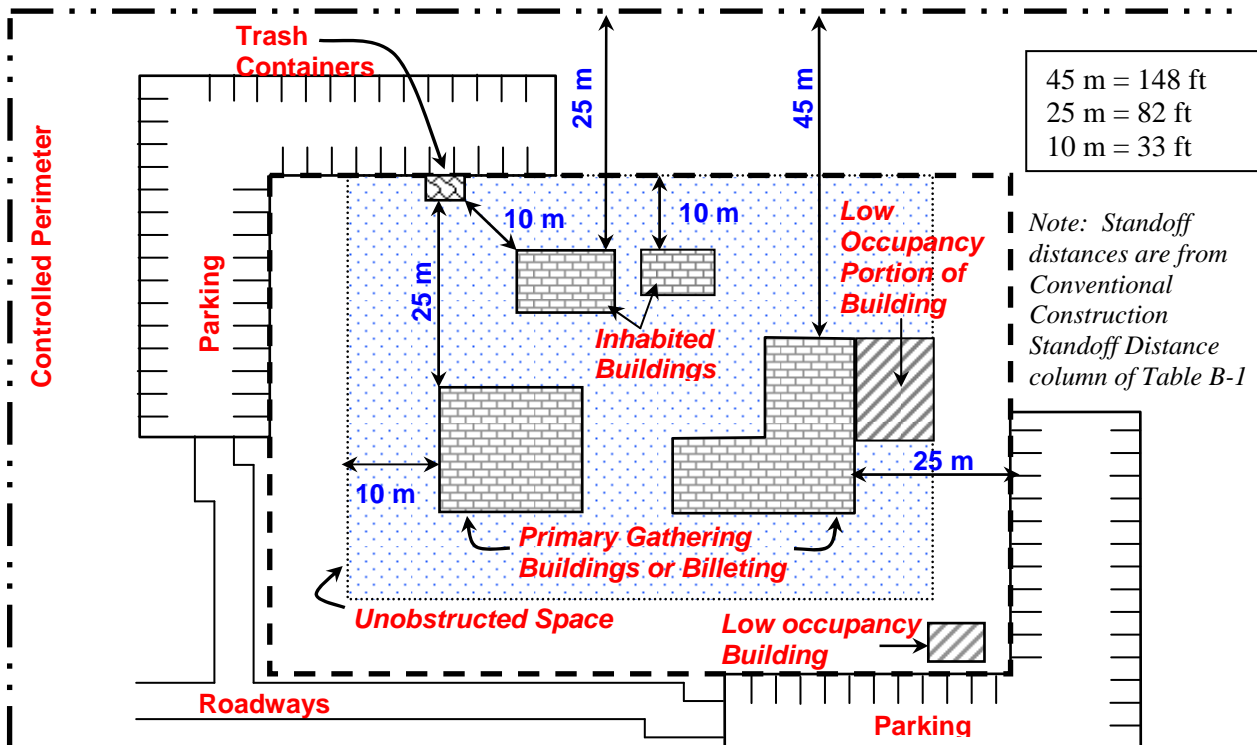 Trash
Containers
25 m
45 m
45 m = 148 ft
25 m = 82 ft
10 m = 33 ft
Controlled Perimeter
Parking
10 m
10 m
Low
Occupancy
Portion of
Building
Note: Standoff
distances are from
Conventional
Construction
Standoff Distance
column of Table B-1
25 m
Inhabited
Buildings
10 m
25 m
Primary Gathering
Buildings or Billeting
Unobstructed Space
Low occupancy
Building
Roadways
Parking